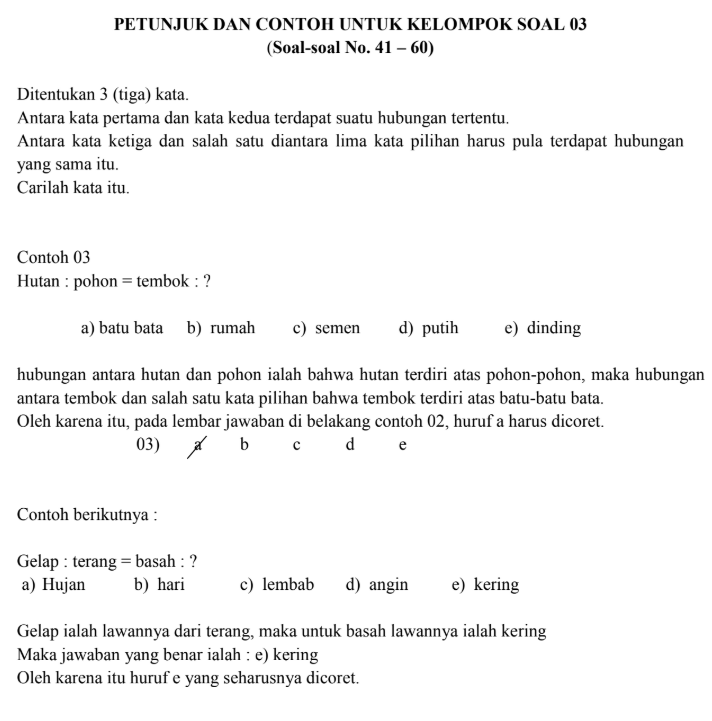 PETUNJUK DAN CONTOH UNTUK KELOMPOK SOAL 03
(Soal-soal No. 41 – 60)
Ditentukan 3 (tiga) kata.
Antara kata pertama dan kata kedua terdapat suatu hubungan tertentu.
Antara kata ketiga dan salah satu diantara lima kata pilihan harus pula terdapat hubungan
yang sama itu.
Carilah kata itu.
Contoh 03
Hutan : pohon = tembok : ?
a) batu bata b) rumah c) semen d) putih e) dinding
hubungan antara hutan dan pohon ialah bahwa hutan terdiri atas pohon-pohon, maka hubungan
antara tembok dan salah satu kata pilihan bahwa tembok terdiri atas batu-batu bata.
Oleh karena itu, pada lembar jawaban di belakang contoh 02, huruf a harus dicoret.
03) a b c d e
Contoh berikutnya :
Gelap : terang = basah : ?
a) Hujan b) hari c) lembab d) angin e) kering
Gelap ialah lawannya dari terang, maka untuk basah lawannya ialah kering
Maka jawaban yang benar ialah : e) kering
Oleh karena itu huruf e yang seharusnya dicoret.